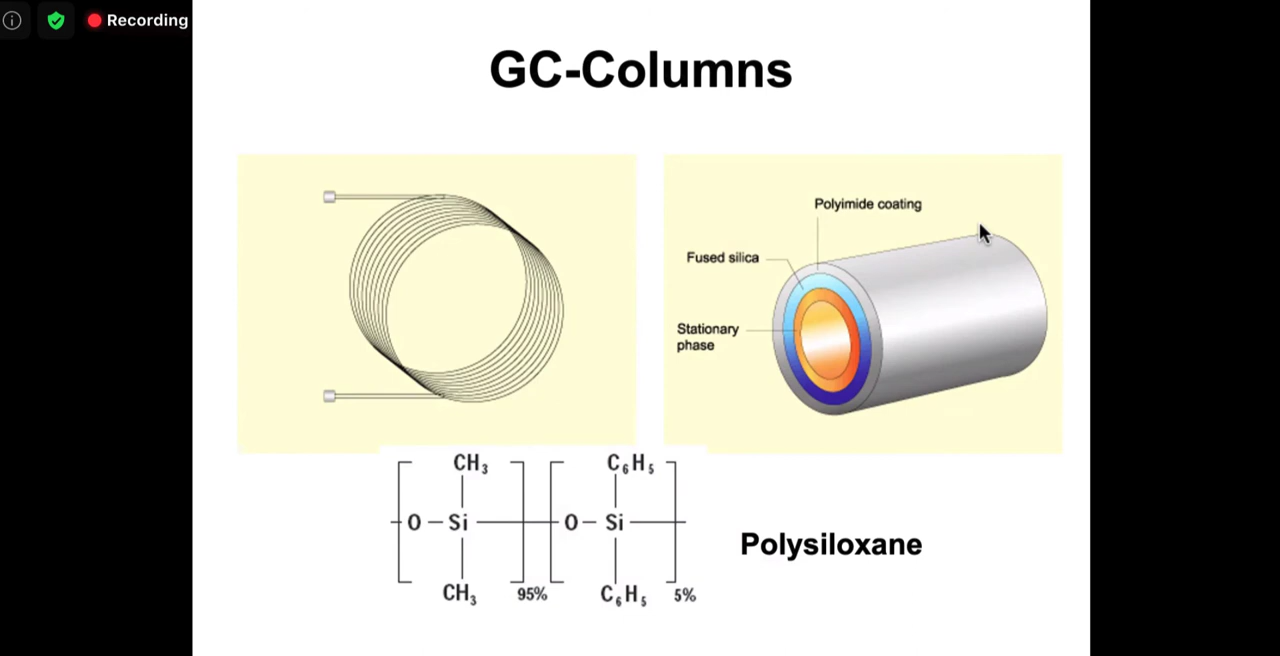 Recording
GC-Columns
Polyimide coating
Fused silica
Stationary
phase
CH₃ C₆H₅
O – Si O – Si
CH₃ 95% C₆H₅ 5%
Polysiloxane